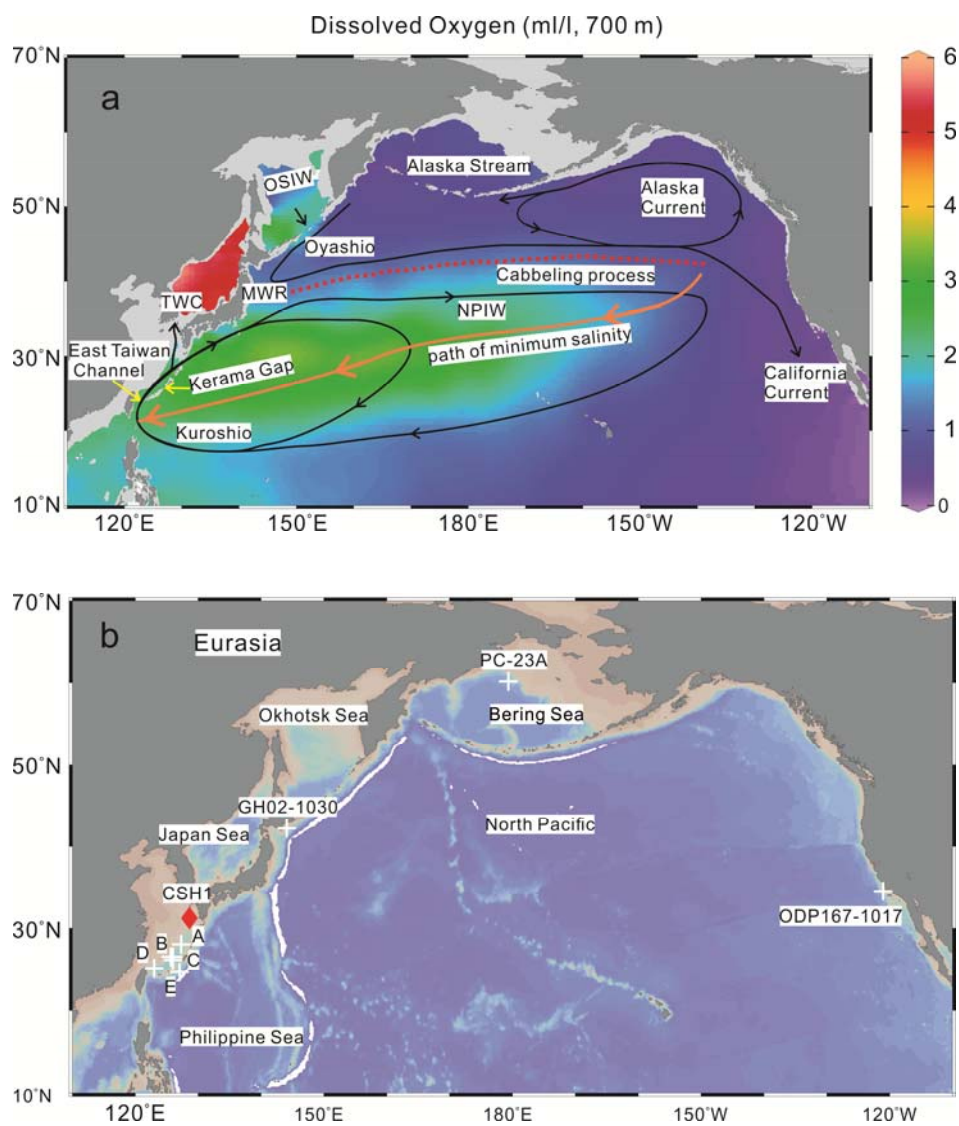 Dissolved Oxygen (ml/l, 700 m)
70°N
a
6
Alaska Stream
OSIW
Alaska
Current
5
50°N
Oyashio
4
Cabbeling process
MWR
TWC
NPIW
3
East Taiwan
Channel
30°N
Kerama Gap
path of minimum salinity
2
California
Current
Kuroshio
1
10°N
0
120°E
150°E
180°E
150°W
120°W
70°N
b
Eurasia
PC-23A
Okhotsk Sea
Bering Sea
50°N
GH02-1030
North Pacific
Japan Sea
CSH1
ODP167-1017
30°N
A
B
D
C
E
Philippine Sea
10°N
120°E
150°E
180°E
150°W
120°W